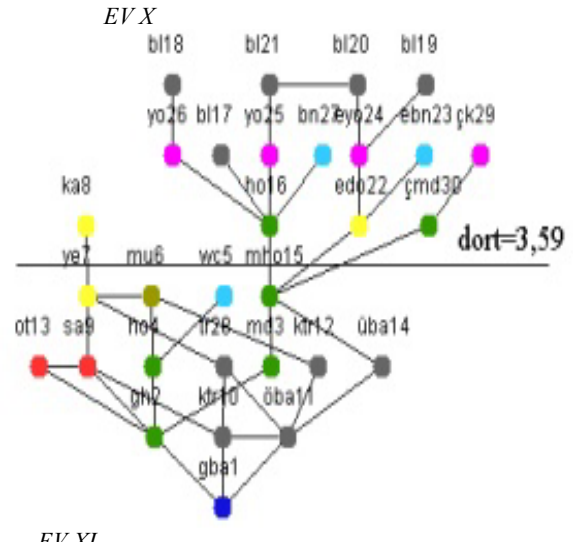 EV X
bl18 bl21 bl20 bl19
yo26 bl17 yo25 bn27 eyo24 ebn23 çk29
ka8 ho16 edo22 çmd30
dort=3,59
ye7 mu6 wc5 mho15
ot13 sa9 ho4 tr28 md3 ktr12 üba14
gh2 ktr10 öba11
gba1
EV XI